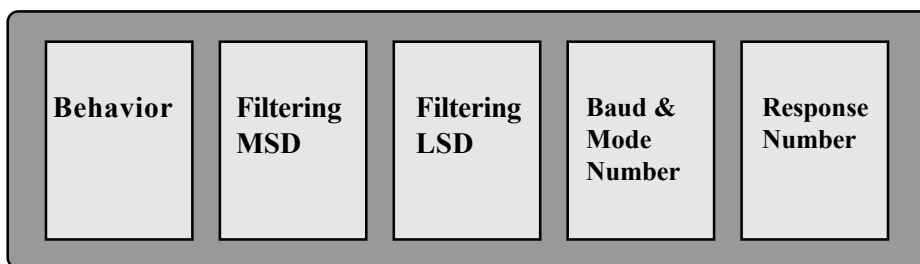 Behavior
Filtering
MSD
Filtering
LSD
Baud &
Mode
Number
Response
Number